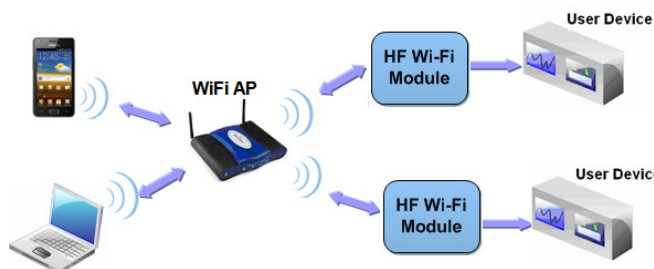 User Device
HF Wi-Fi
Module
WiFi AP
User Device
HF Wi-Fi
Module